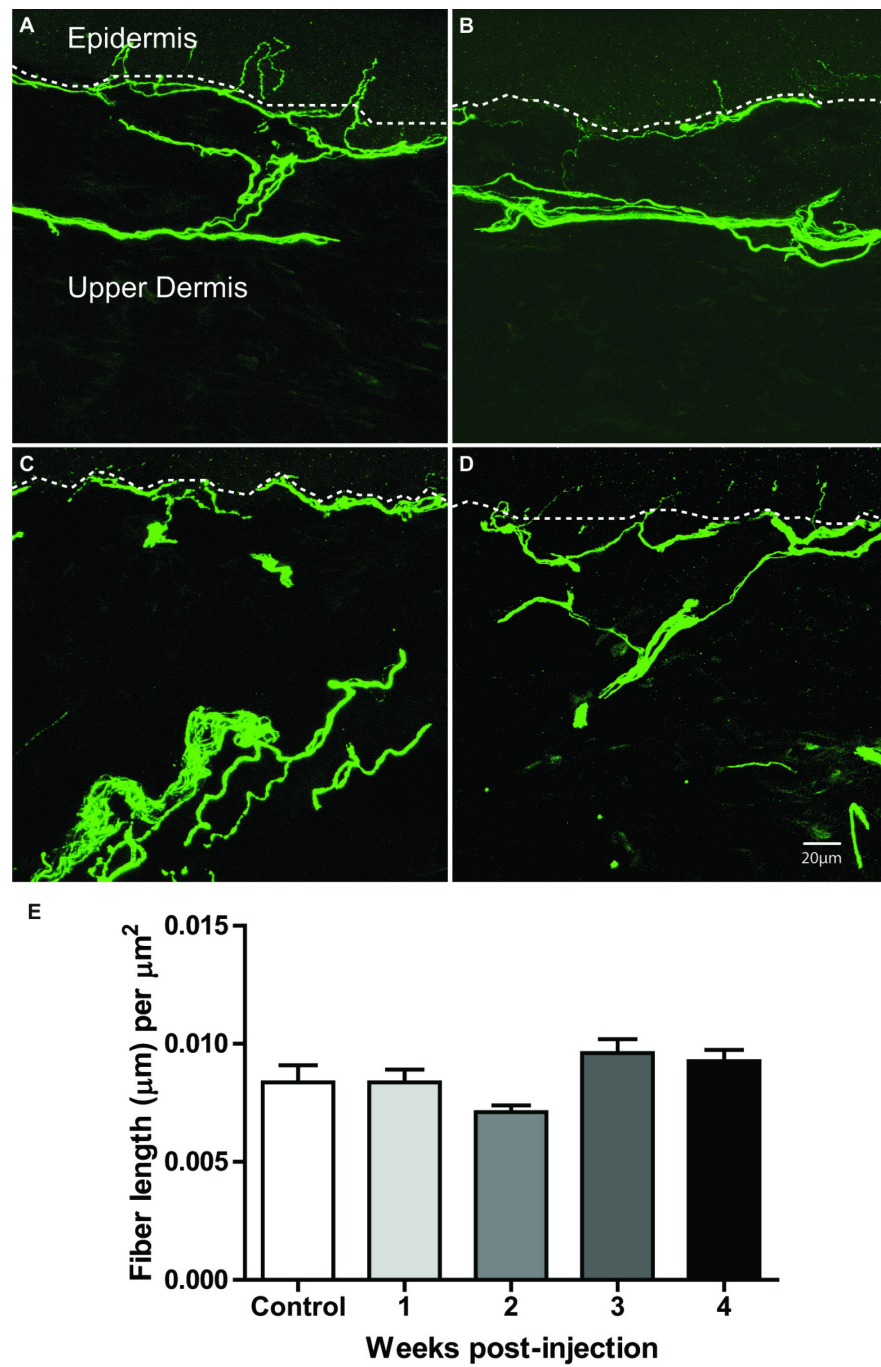 A
Epidermis
Upper Dermis
B
C
D
20μm
E
Fiber length (μm) per μm²
0.015
0.010
0.005
0.000
Control 1 2 3 4
Weeks post-injection